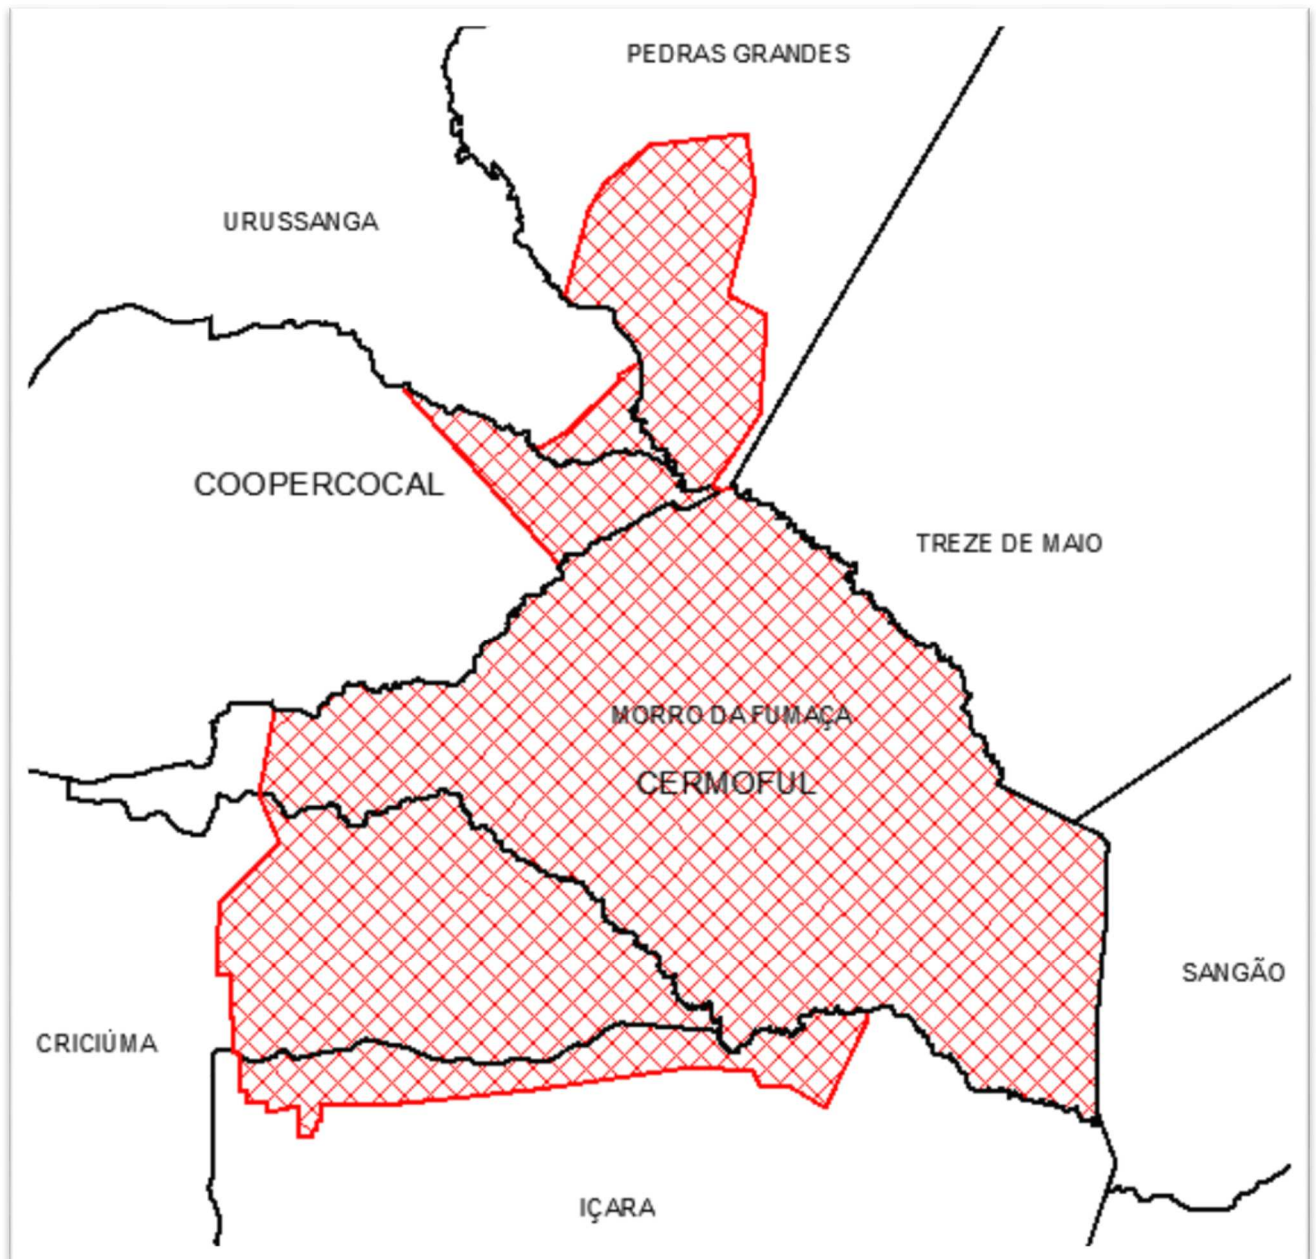 PEDRAS GRANDES
URUSSANGA
COOPERCOCAL
TREZE DE MAIO
MORRO DA FUMAÇA
CERMOFUL
SANGÃO
CRICIÚMA
IÇARA